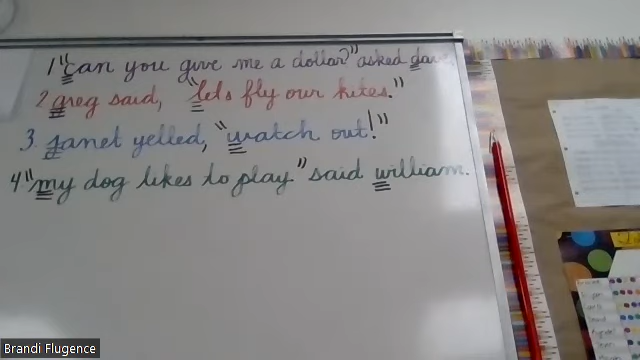 1 "can you give me a dollar?" asked dave.
2 greg said, "lets fly our kites."
3. janet yelled, "watch out!"
4 "my dog likes to play" said william.
Brandi Flugence